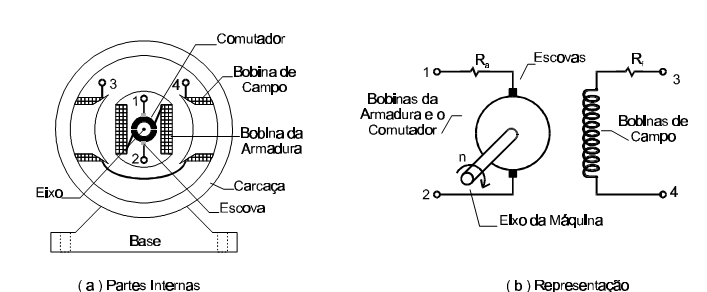 Comutador
3
4
Bobina de
Campo
1
Bobina da
Armadura
2
Eixo
Carcaça
Escova
Base
( a ) Partes Internas
1
Ra
Escovas
Bobinas da
Armadura e o
Comutador
n
2
Eixo da Máquina
Ri
3
Bobinas de
Campo
4
( b ) Representação